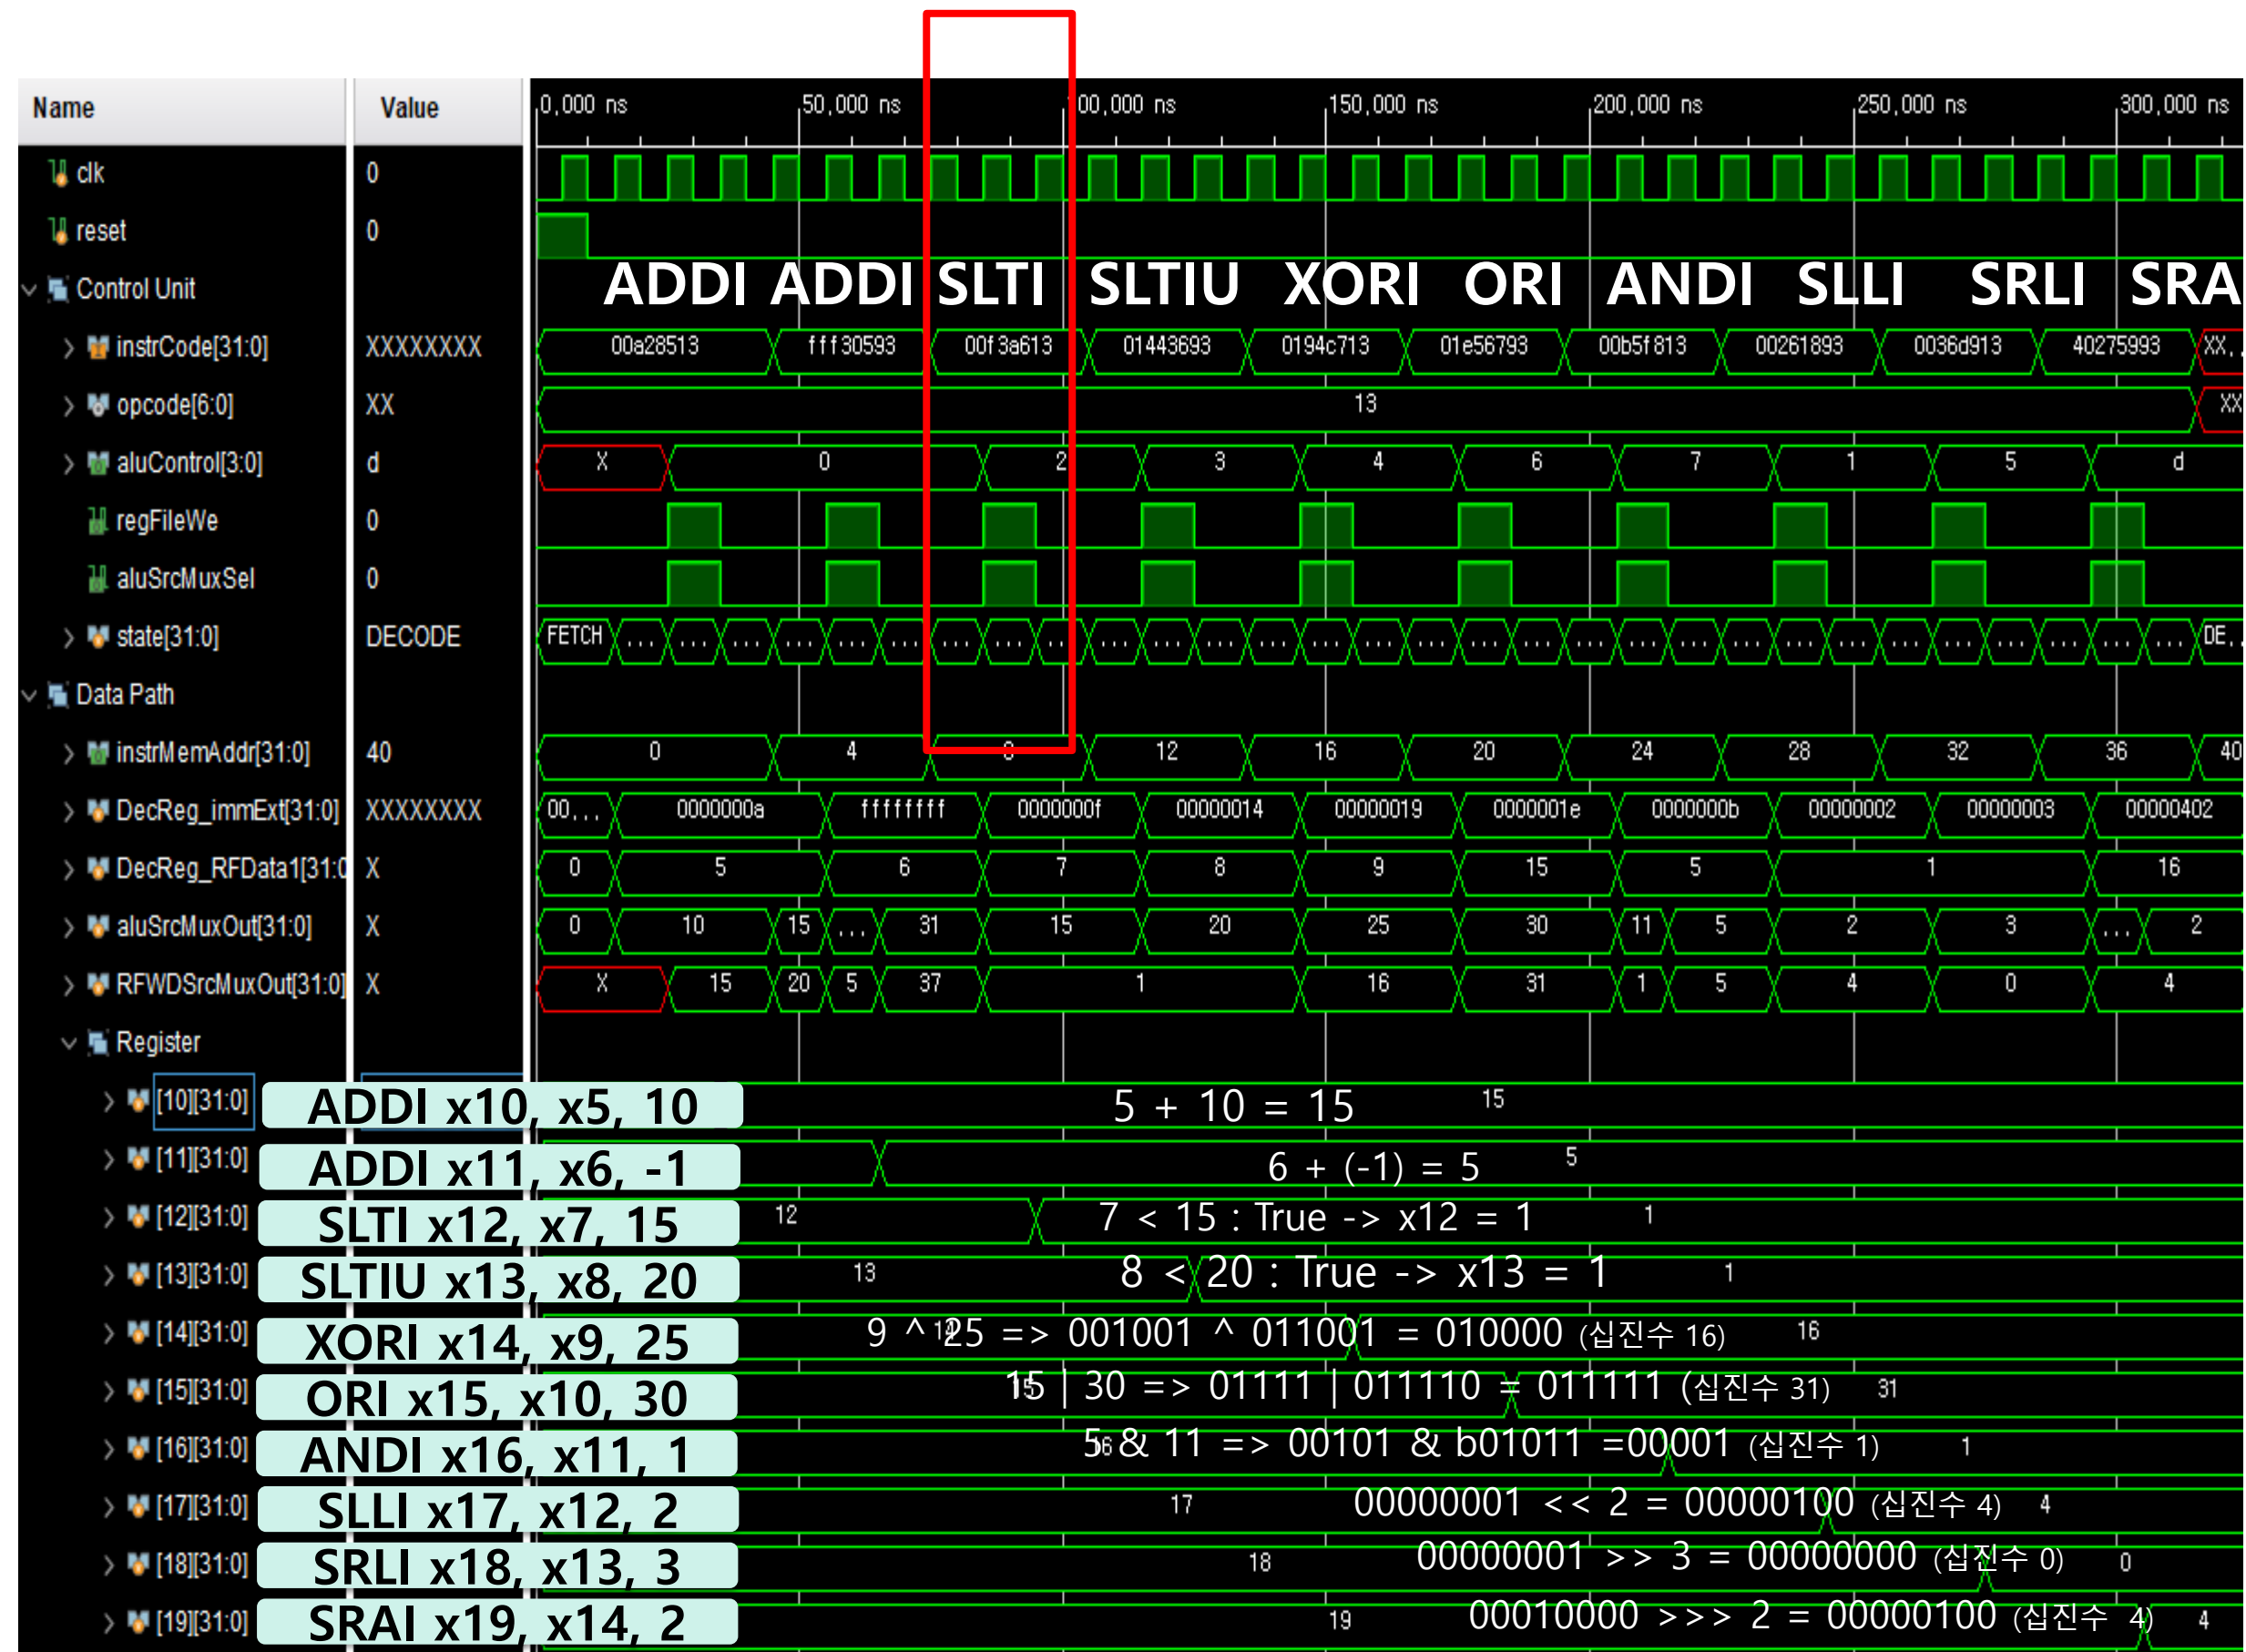 Name Value 0,000 ns 50,000 ns 100,000 ns 150,000 ns 200,000 ns 250,000 ns 300,000 ns
clk 0
reset 0
Control Unit ADDI ADDI SLTI SLTIU XORI ORI ANDI SLLI SRLI SRA
instrCode[31:0] XXXXXXXX 00a28513 fff30593 00f3a613 01443693 0194c713 01e56793 00b5f813 00261893 0036d913 40275993 XX..
opcode[6:0] XX 13 XX
aluControl[3:0] d X 0 2 3 4 6 7 1 5 d
regFileWe 0
aluSrcMuxSel 0
state[31:0] DECODE FETCH ... ... ... ... ... ... ... ... ... ... ... ... ... ... ... ... ... ... ... ... ... ... ... ... ... ... ... ... ... DE..
Data Path
instrMemAddr[31:0] 40 0 4 8 12 16 20 24 28 32 36 40
DecReg_immExt[31:0] XXXXXXXX 00... 0000000a ffffffff 0000000f 00000014 00000019 0000001e 0000000b 00000002 00000003 00000402
DecReg_RFData1[31:0 X 0 5 6 7 8 9 15 5 1 16
aluSrcMuxOut[31:0] X 0 10 15 ... 31 15 20 25 30 11 5 2 3 ... 2
RFWDSrcMuxOut[31:0] X X 15 20 5 37 1 16 31 1 5 4 0 4
Register
[10][31:0] ADDI x10, x5, 10 5 + 10 = 15 15
[11][31:0] ADDI x11, x6, -1 6 + (-1) = 5 5
[12][31:0] SLTI x12, x7, 15 12 7 < 15 : True -> x12 = 1 1
[13][31:0] SLTIU x13, x8, 20 13 8 < 20 : True -> x13 = 1 1
[14][31:0] XORI x14, x9, 25 9 ^ 25 => 001001 ^ 011001 = 010000 (십진수 16) 16
[15][31:0] ORI x15, x10, 30 15 | 30 => 01111 | 011110 = 011111 (십진수 31) 31
[16][31:0] ANDI x16, x11, 1 5 & 11 => 00101 & b01011 =00001 (십진수 1) 1
[17][31:0] SLLI x17, x12, 2 17 00000001 << 2 = 00000100 (십진수 4) 4
[18][31:0] SRLI x18, x13, 3 18 00000001 >> 3 = 00000000 (십진수 0) 0
[19][31:0] SRAI x19, x14, 2 19 00010000 >>> 2 = 00000100 (십진수 4) 4